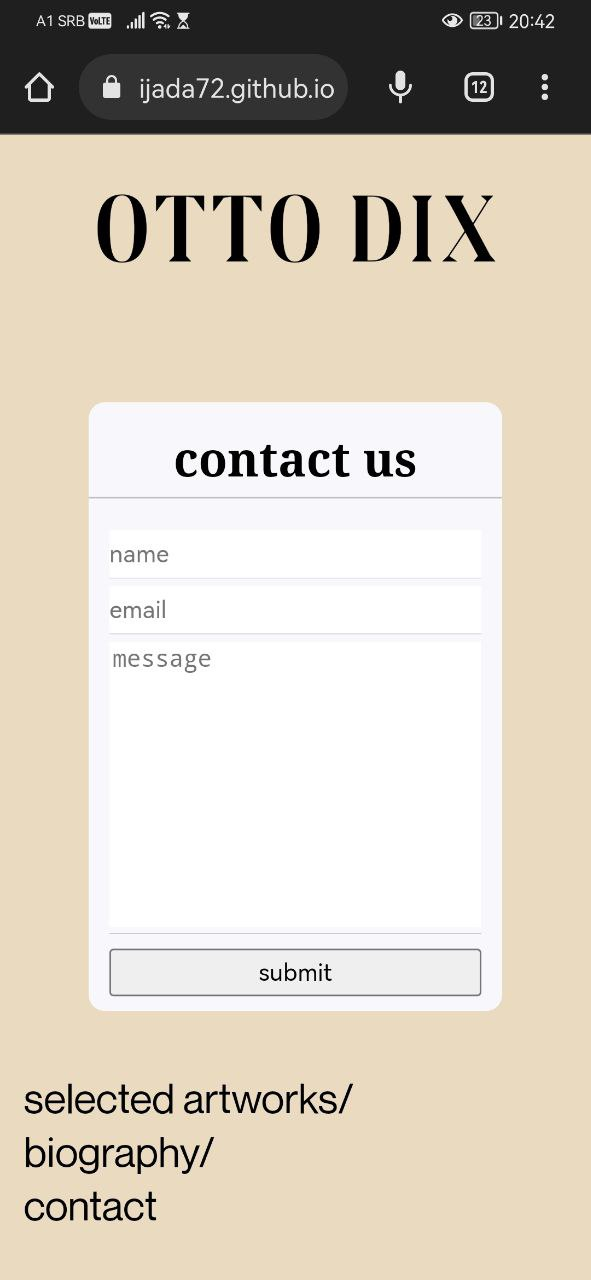 A1 SRB VoLTE 23 20:42
ijada72.github.io 12
OTTO DIX
contact us
name
email
message
submit
selected artworks/
biography/
contact